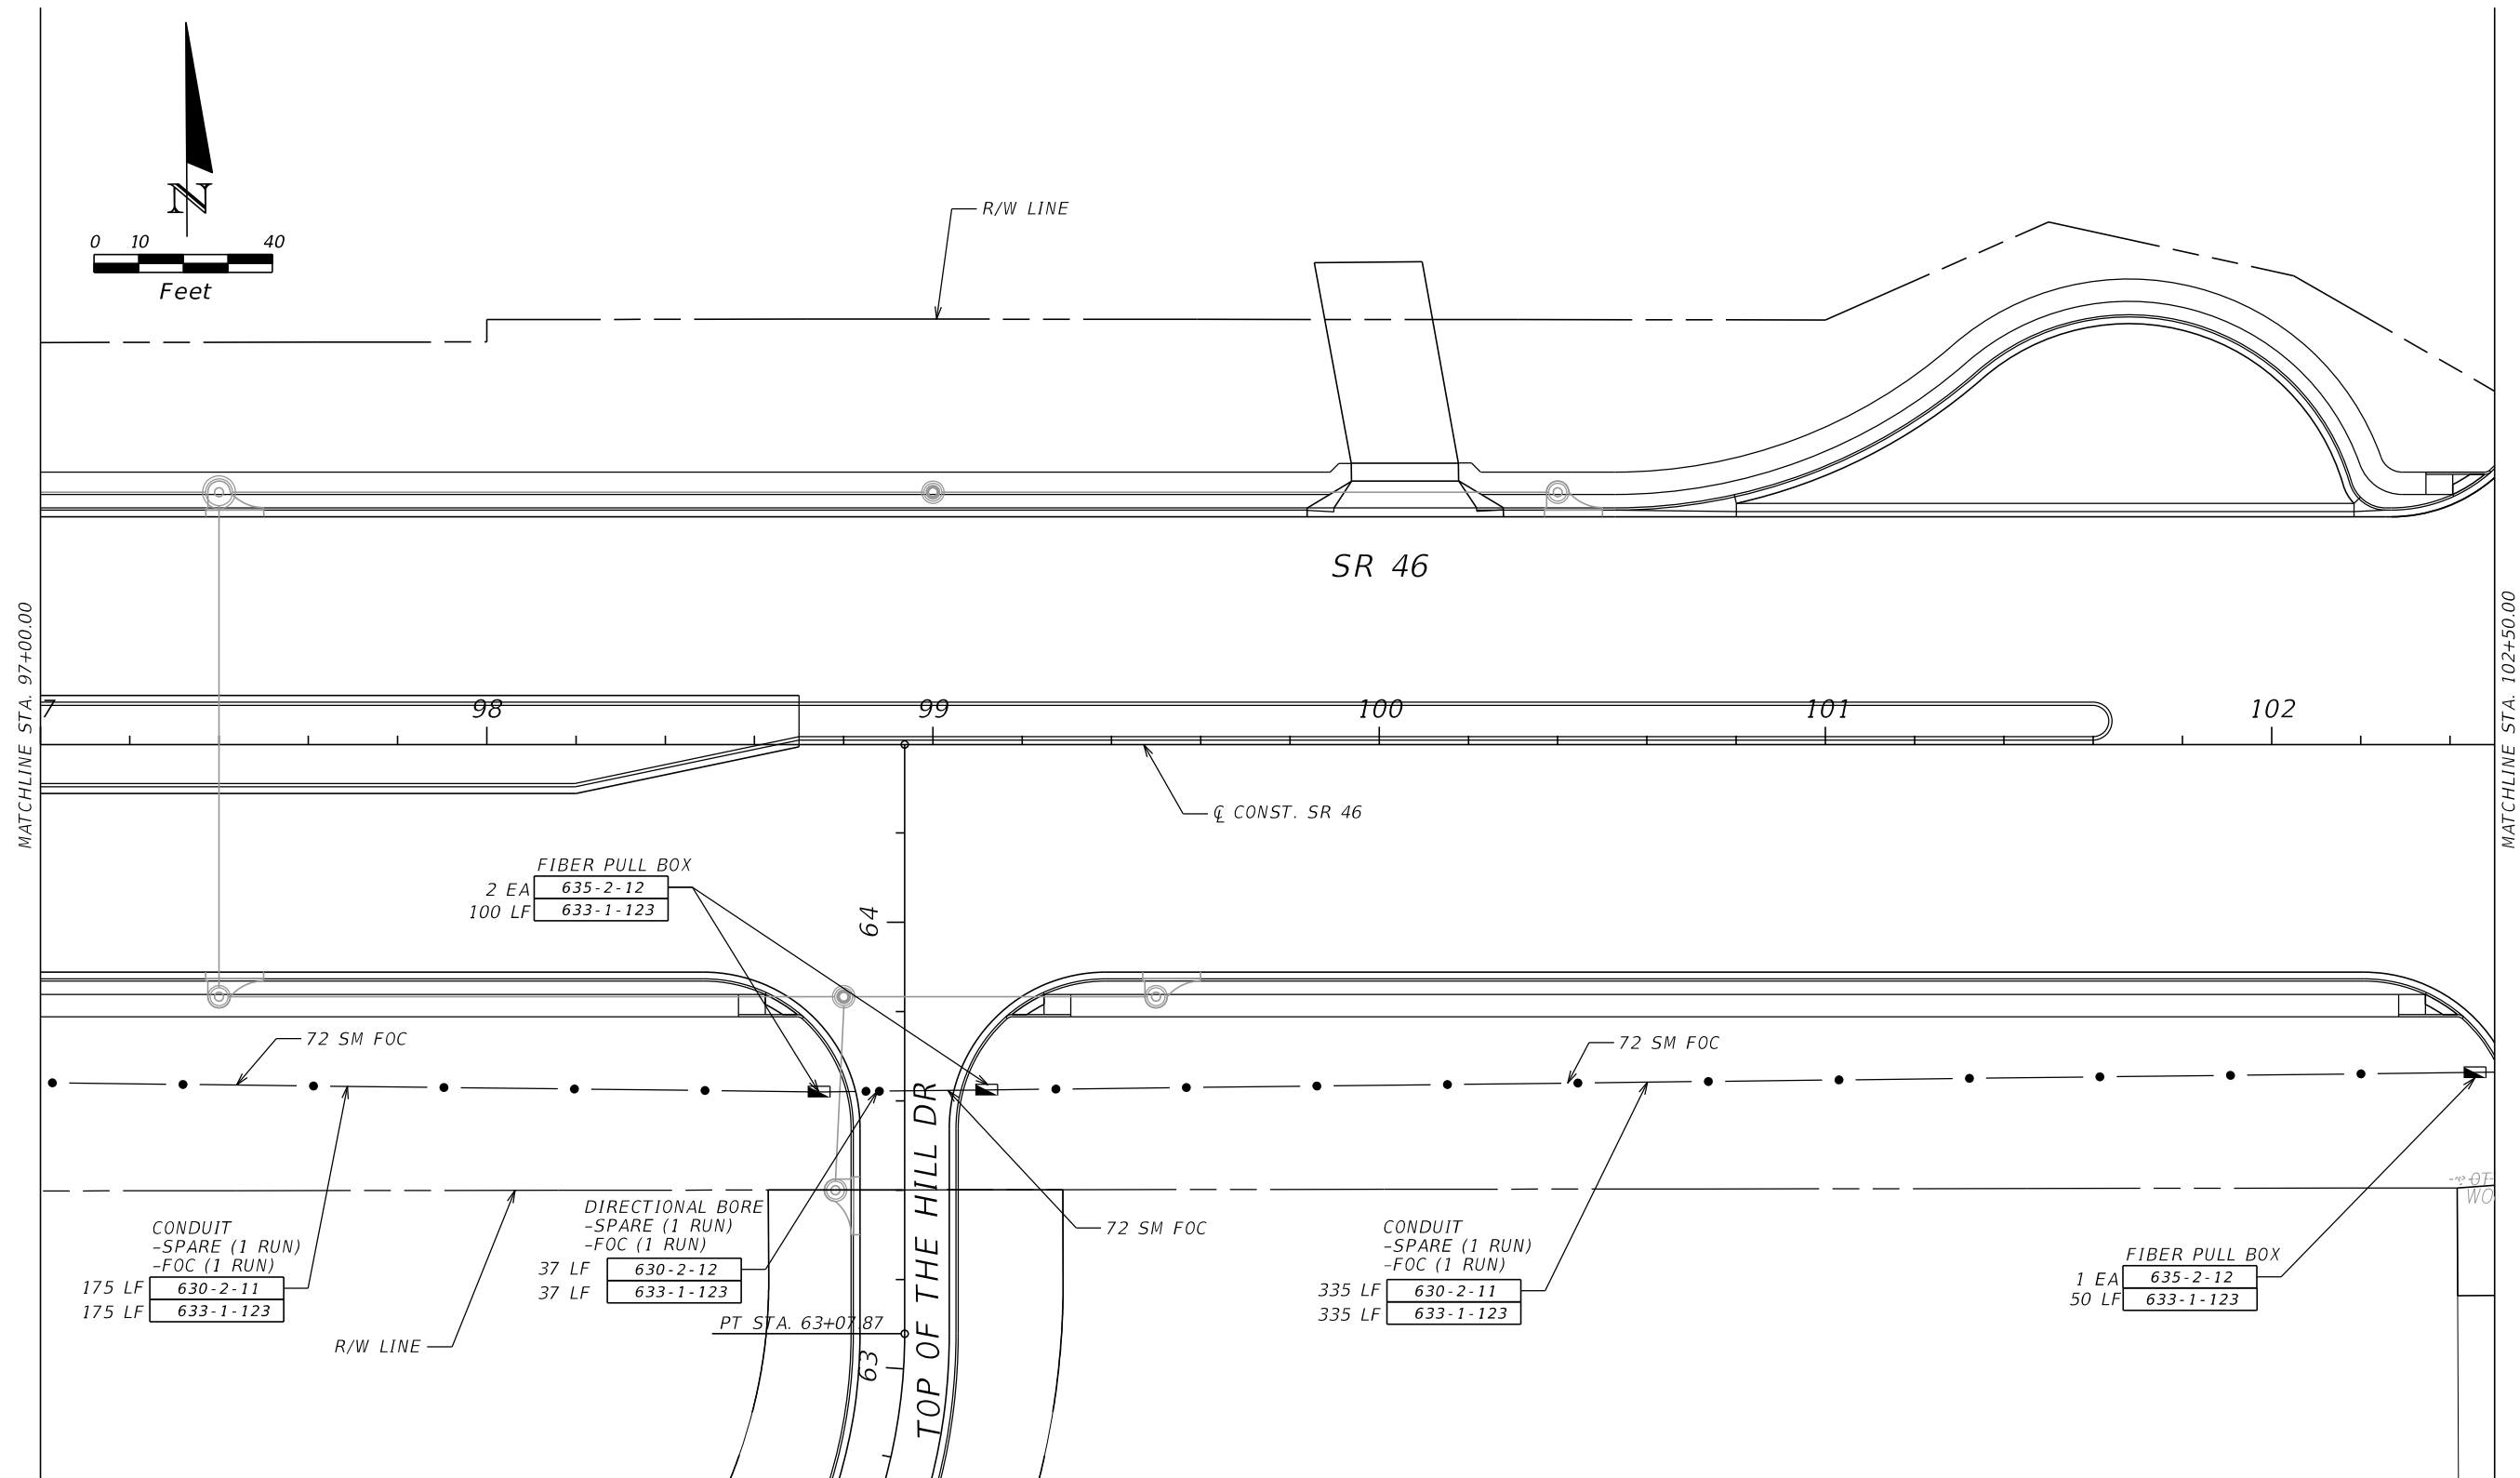 N
0 10 40
Feet
R/W LINE
SR 46
MATCHLINE STA. 97+00.00
MATCHLINE STA. 102+50.00
7 98 99 100 101 102
℄ CONST. SR 46
FIBER PULL BOX
2 EA 635-2-12
100 LF 633-1-123
64
72 SM FOC
72 SM FOC
TOP OF THE HILL DR
CONDUIT
-SPARE (1 RUN)
-FOC (1 RUN)
175 LF 630-2-11
175 LF 633-1-123
DIRECTIONAL BORE
-SPARE (1 RUN)
-FOC (1 RUN)
37 LF 630-2-12
37 LF 633-1-123
72 SM FOC
CONDUIT
-SPARE (1 RUN)
-FOC (1 RUN)
335 LF 630-2-11
335 LF 633-1-123
FIBER PULL BOX
1 EA 635-2-12
50 LF 633-1-123
PT STA. 63+07.87
R/W LINE
63
OT
WO